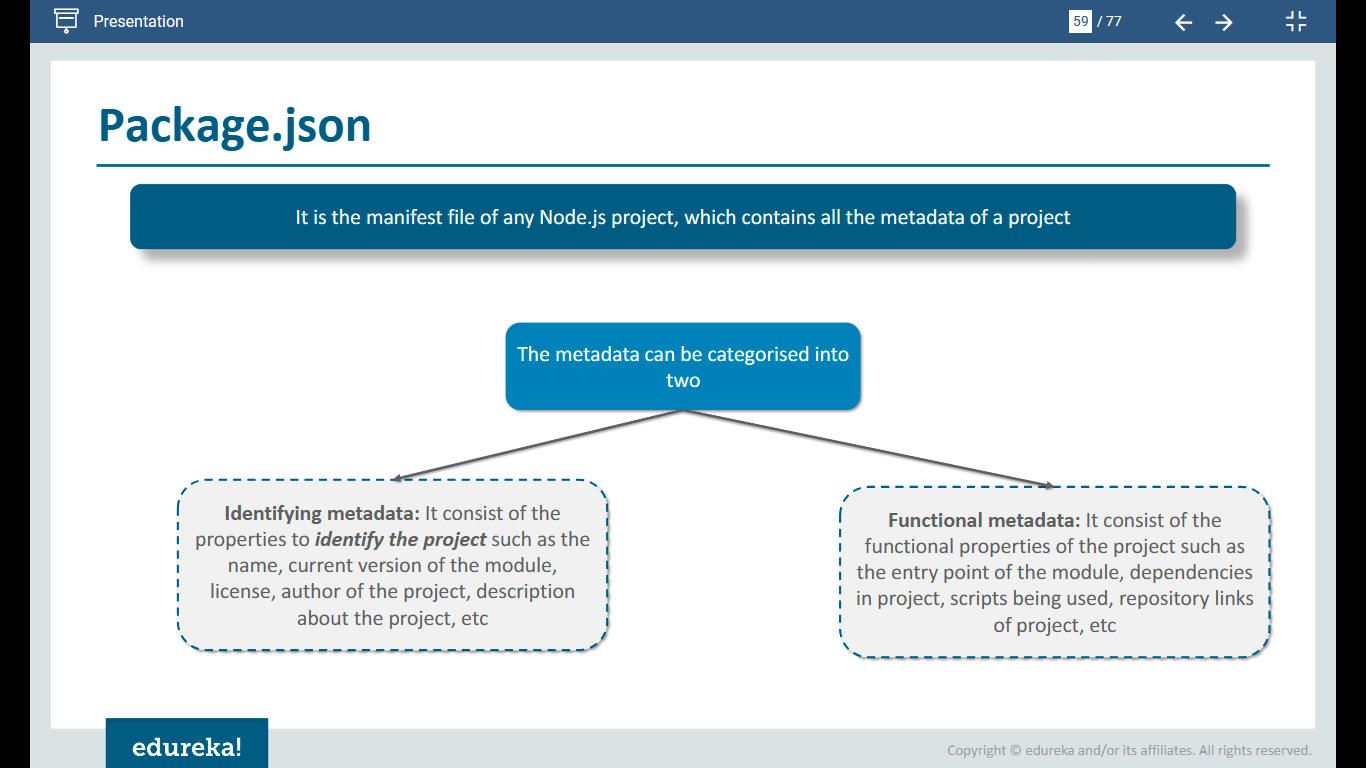 Presentation
59 / 77
Package.json
It is the manifest file of any Node.js project, which contains all the metadata of a project
The metadata can be categorised into
two
Identifying metadata: It consist of the
properties to identify the project such as the
name, current version of the module,
license, author of the project, description
about the project, etc
Functional metadata: It consist of the
functional properties of the project such as
the entry point of the module, dependencies
in project, scripts being used, repository links
of project, etc
edureka!
Copyright © edureka and/or its affiliates. All rights reserved.